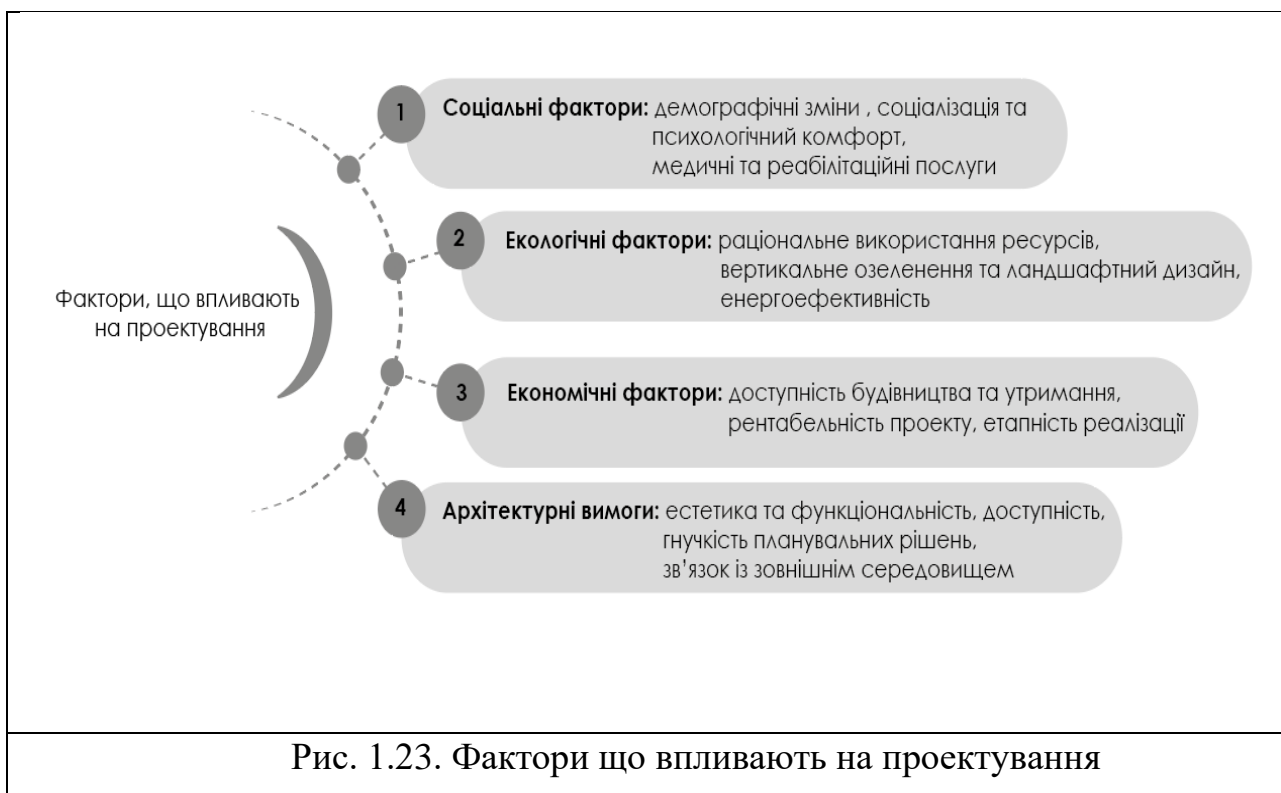 Фактори, що впливають
на проектування
1
Соціальні фактори: демографічні зміни , соціалізація та
психологічний комфорт,
медичні та реабілітаційні послуги
2
Екологічні фактори: раціональне використання ресурсів,
вертикальне озеленення та ландшафтний дизайн,
енергоефективність
3
Економічні фактори: доступність будівництва та утримання,
рентабельність проекту, етапність реалізації
4
Архітектурні вимоги: естетика та функціональність, доступність,
гнучкість планувальних рішень,
зв'язок із зовнішнім середовищем
Рис. 1.23. Фактори що впливають на проектування